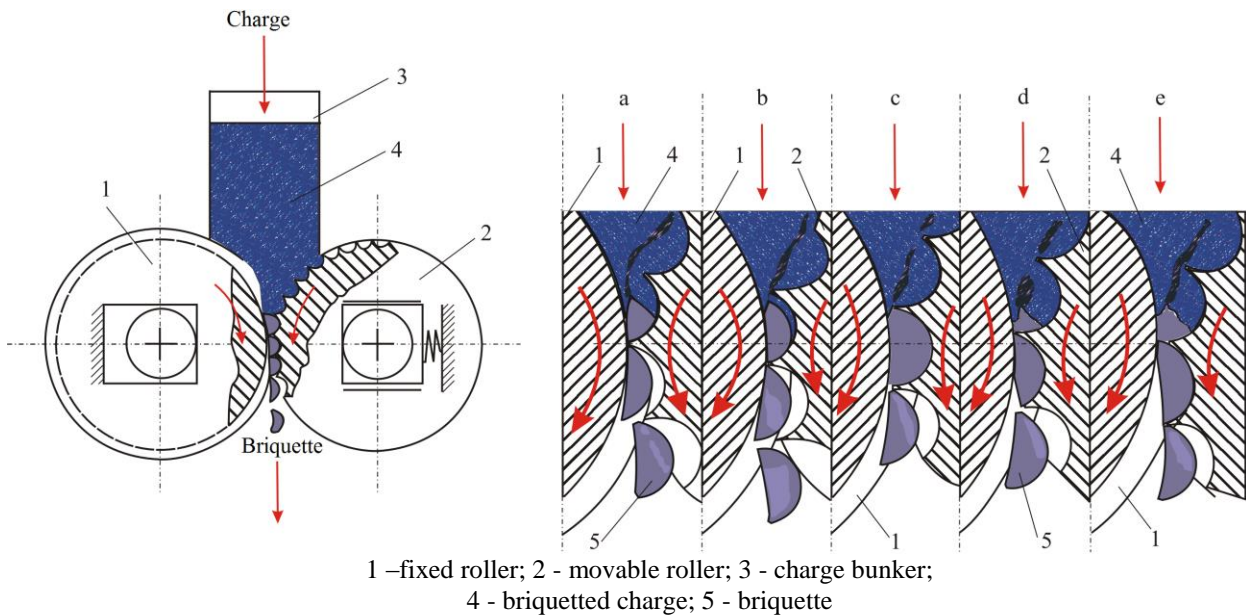 Charge
3
4
1
2
Briquette
a b c d e
1 4 1 2 2 4
5 1 5 1
1 –fixed roller; 2 - movable roller; 3 - charge bunker;
4 - briquetted charge; 5 - briquette